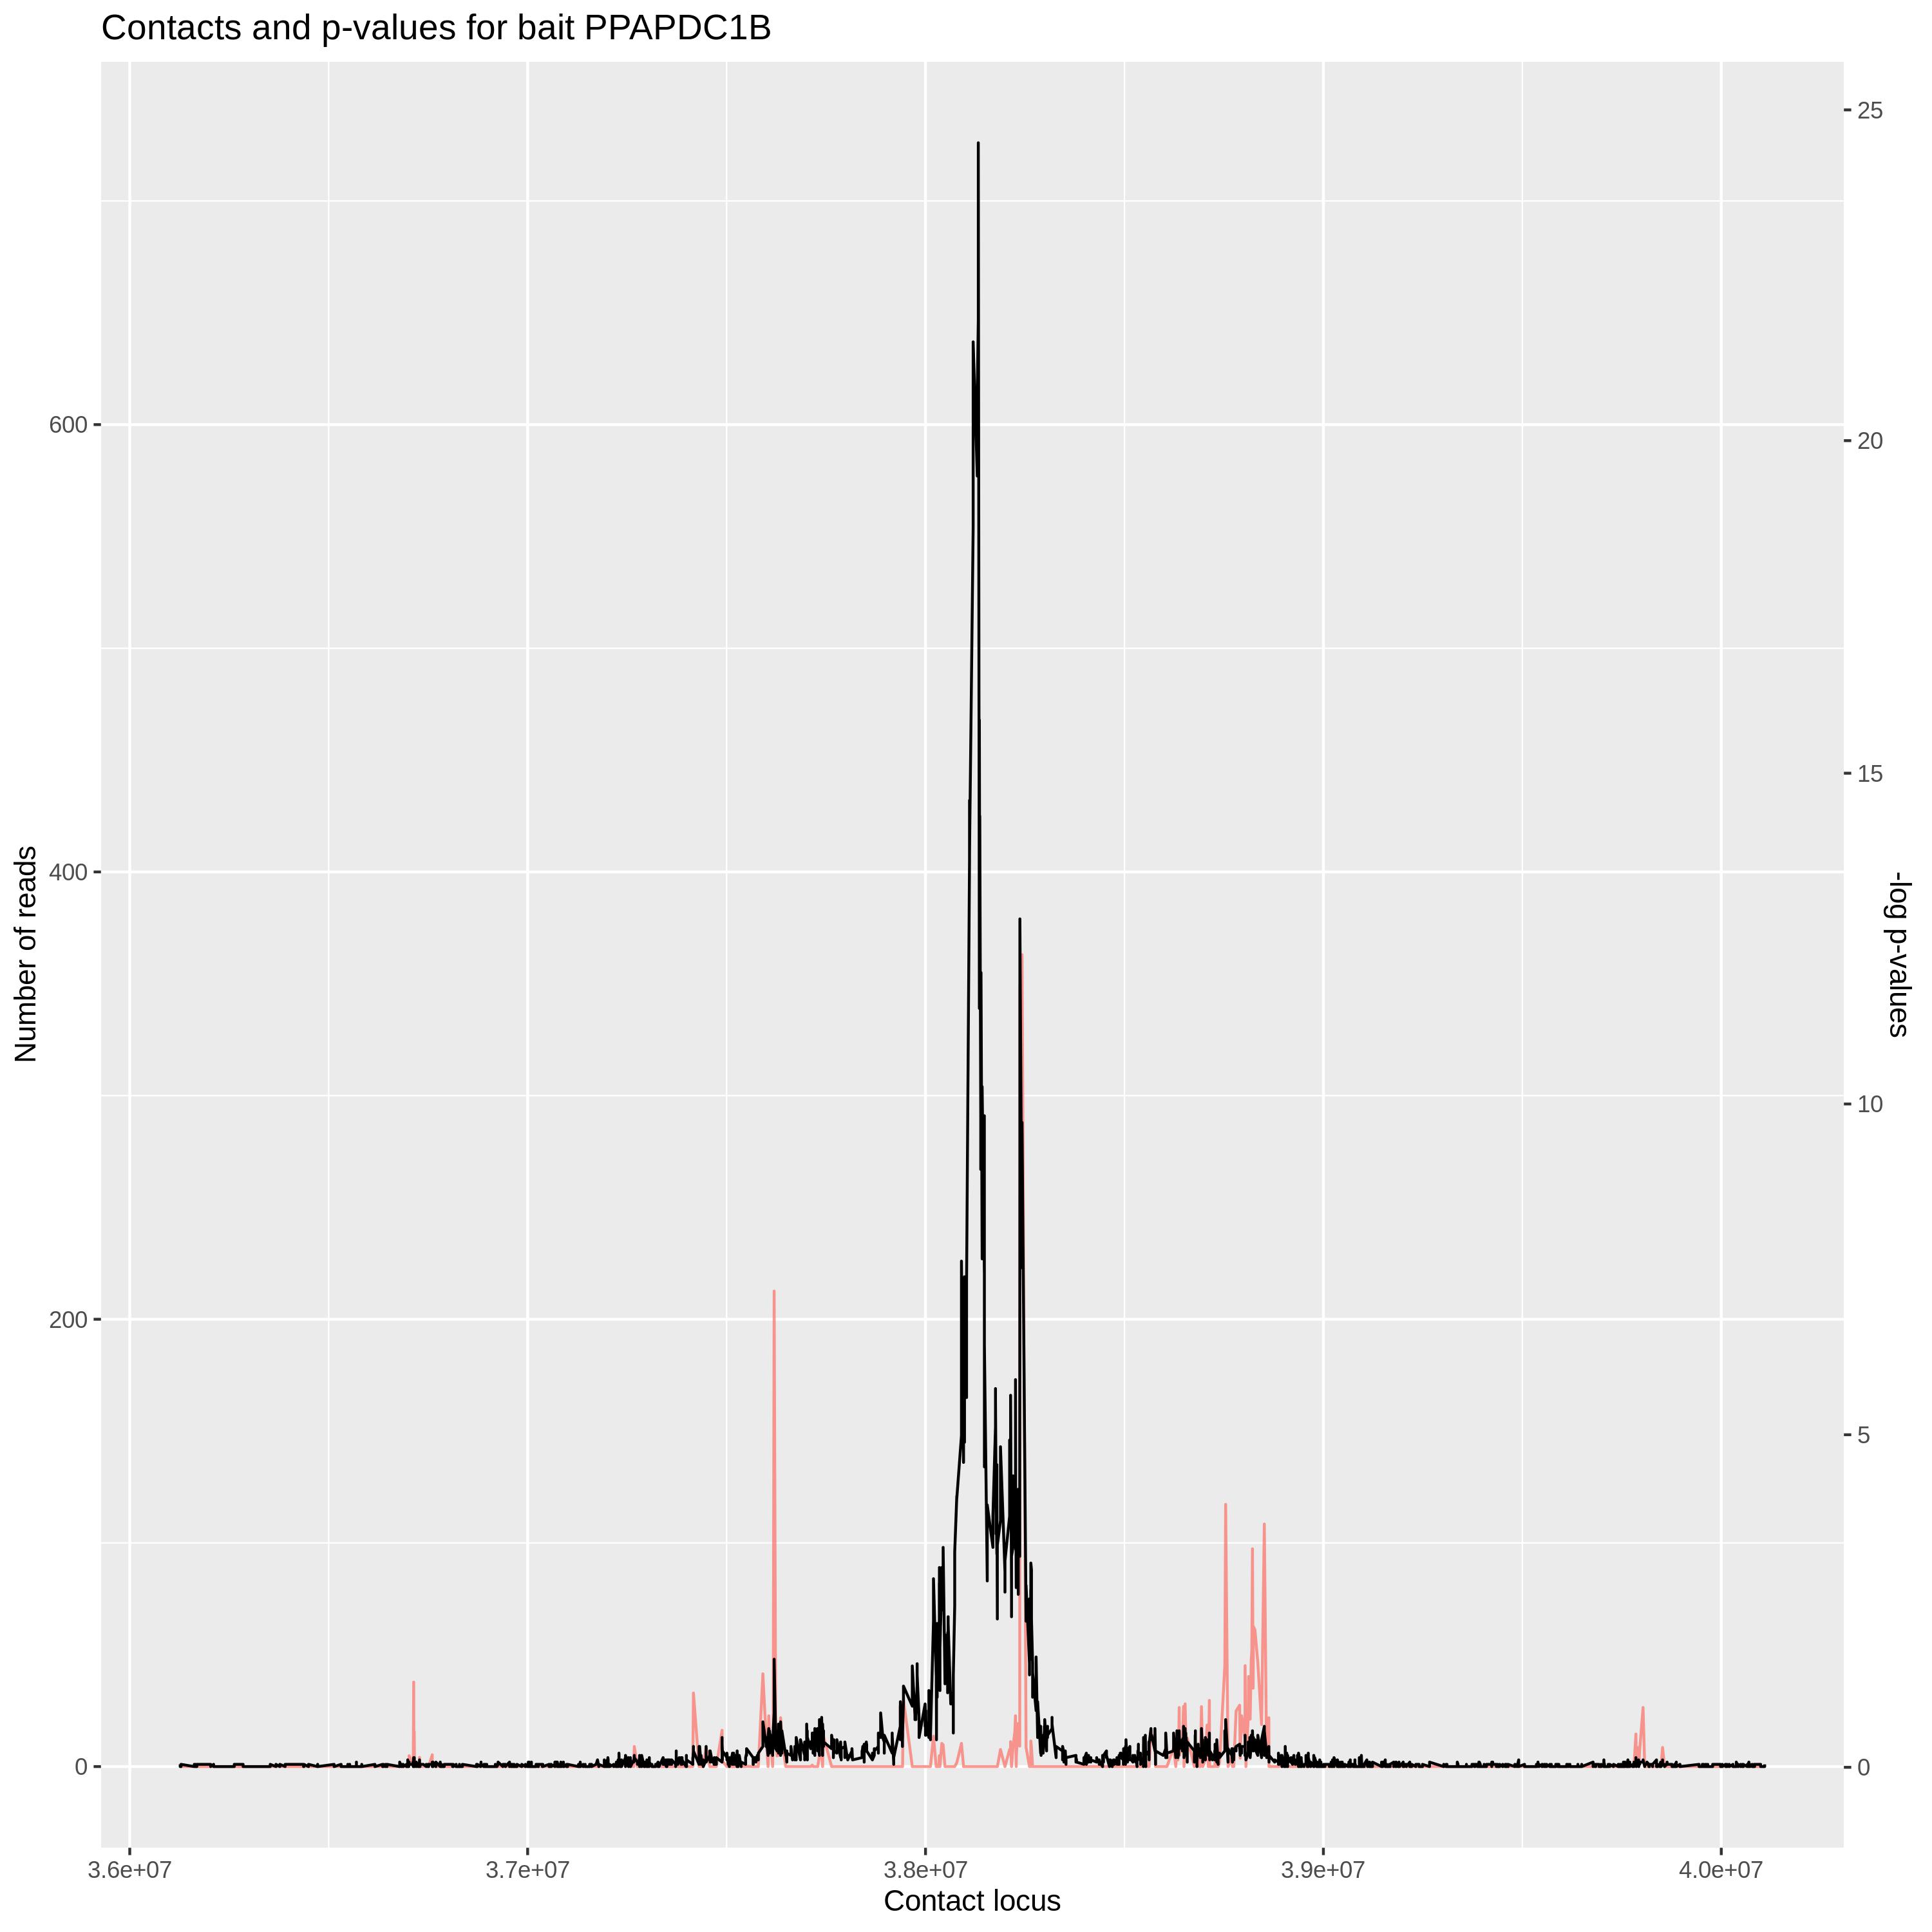 Contacts and p-values for bait PPAPDC1B
Number of reads
600
400
200
0
25
20
15
10
5
0
-log p-values
3.6e+07 3.7e+07 3.8e+07 3.9e+07 4.0e+07
Contact locus